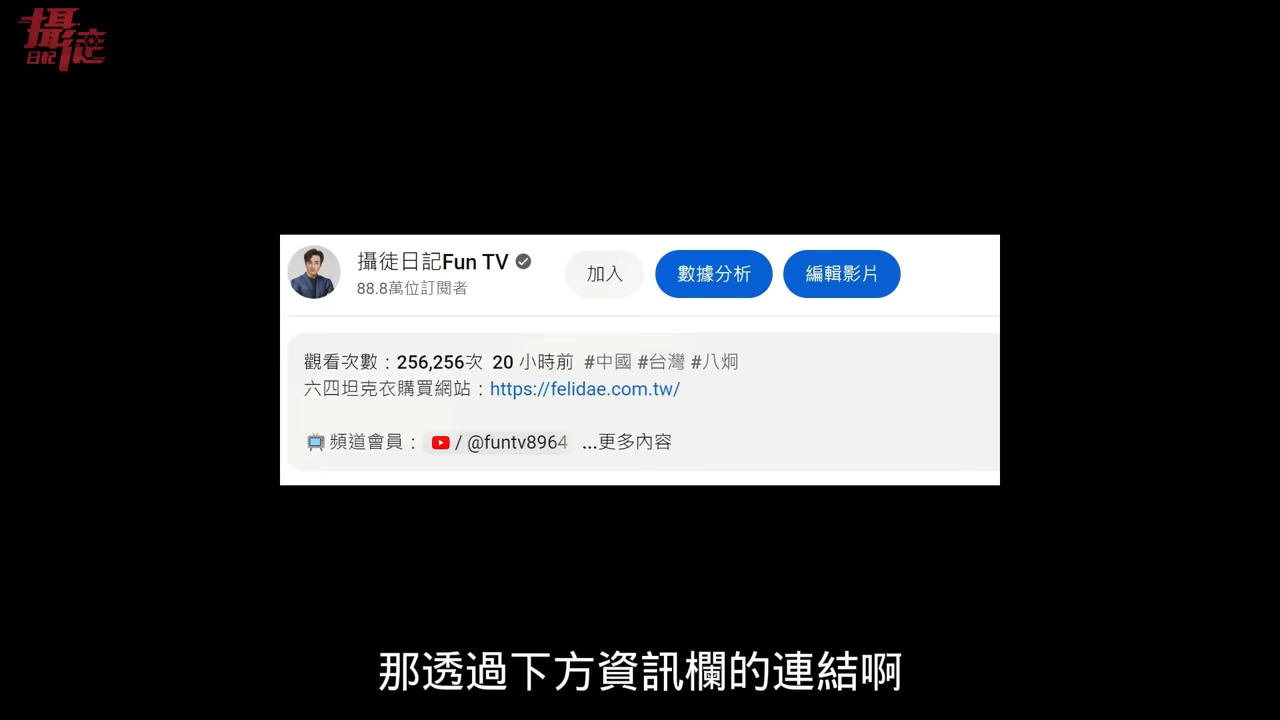 攝徒
日記
攝徒日記Fun TV
88.8萬位訂閱者
加入
數據分析
編輯影片
觀看次數：256,256次 20 小時前 #中國 #台灣 #八炯
六四坦克衣購買網站：https://felidae.com.tw/
頻道會員： / @funtv8964 ...更多內容
那透過下方資訊欄的連結啊